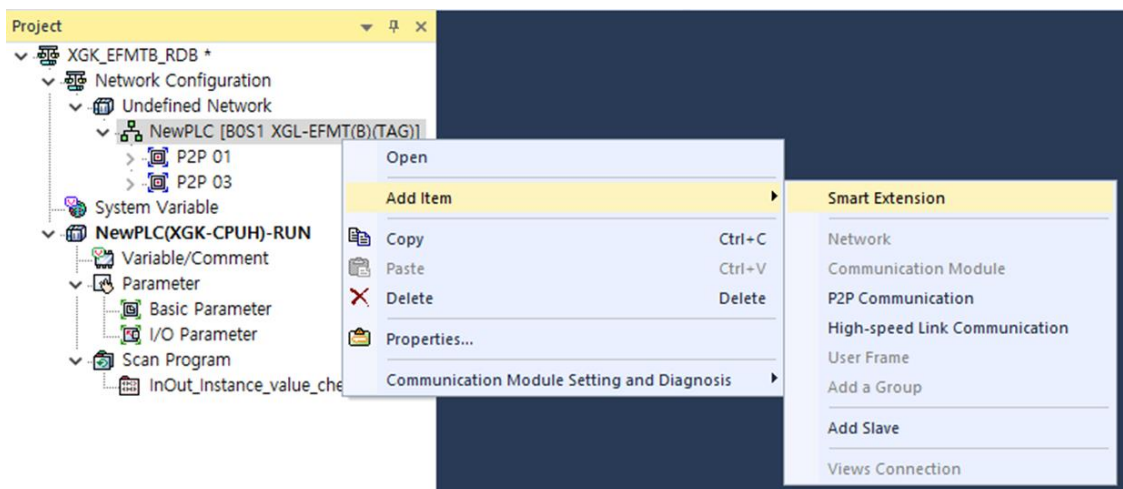 Project
XGK_EFMTB_RDB *
Network Configuration
Undefined Network
NewPLC [B0S1 XGL-EFMT(B)(TAG)]
P2P 01
P2P 03
System Variable
NewPLC(XGK-CPUH)-RUN
Variable/Comment
Parameter
Basic Parameter
I/O Parameter
Scan Program
InOut_Instance_value_che
Open
Add Item
Copy Ctrl+C
Paste Ctrl+V
Delete Delete
Properties...
Communication Module Setting and Diagnosis
Smart Extension
Network
Communication Module
P2P Communication
High-speed Link Communication
User Frame
Add a Group
Add Slave
Views Connection